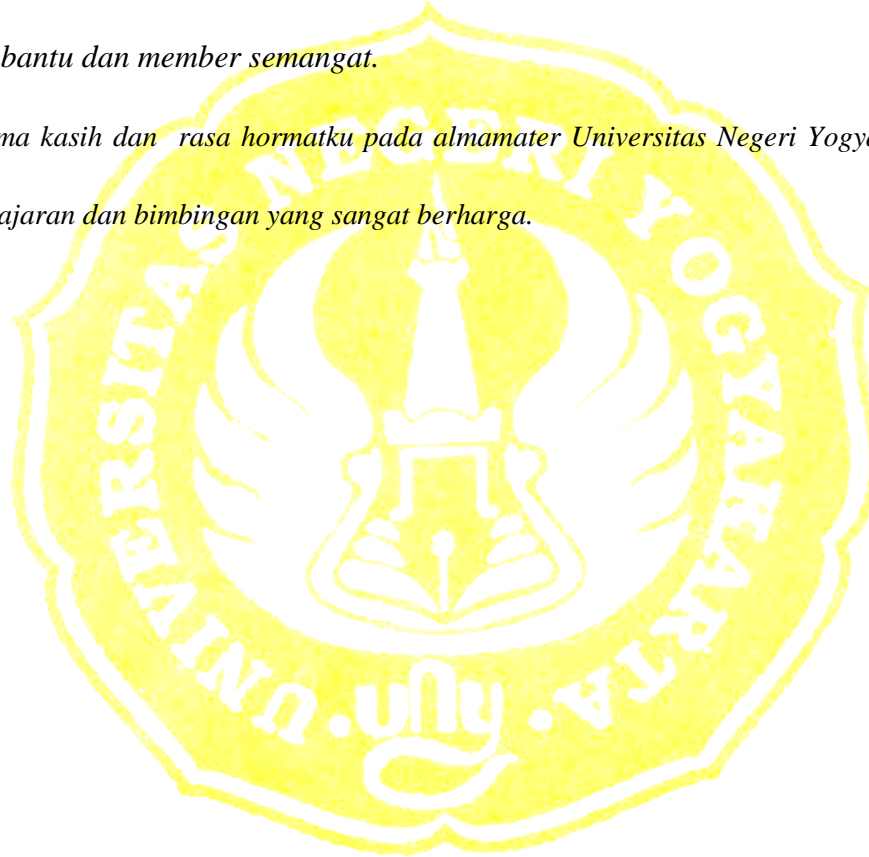 bantu dan member semangat.
ma kasih dan rasa hormatku pada almamater Universitas Negeri Yogya
ajaran dan bimbingan yang sangat berharga.
UNIVERSITAS NEGERI YOGYAKARTA